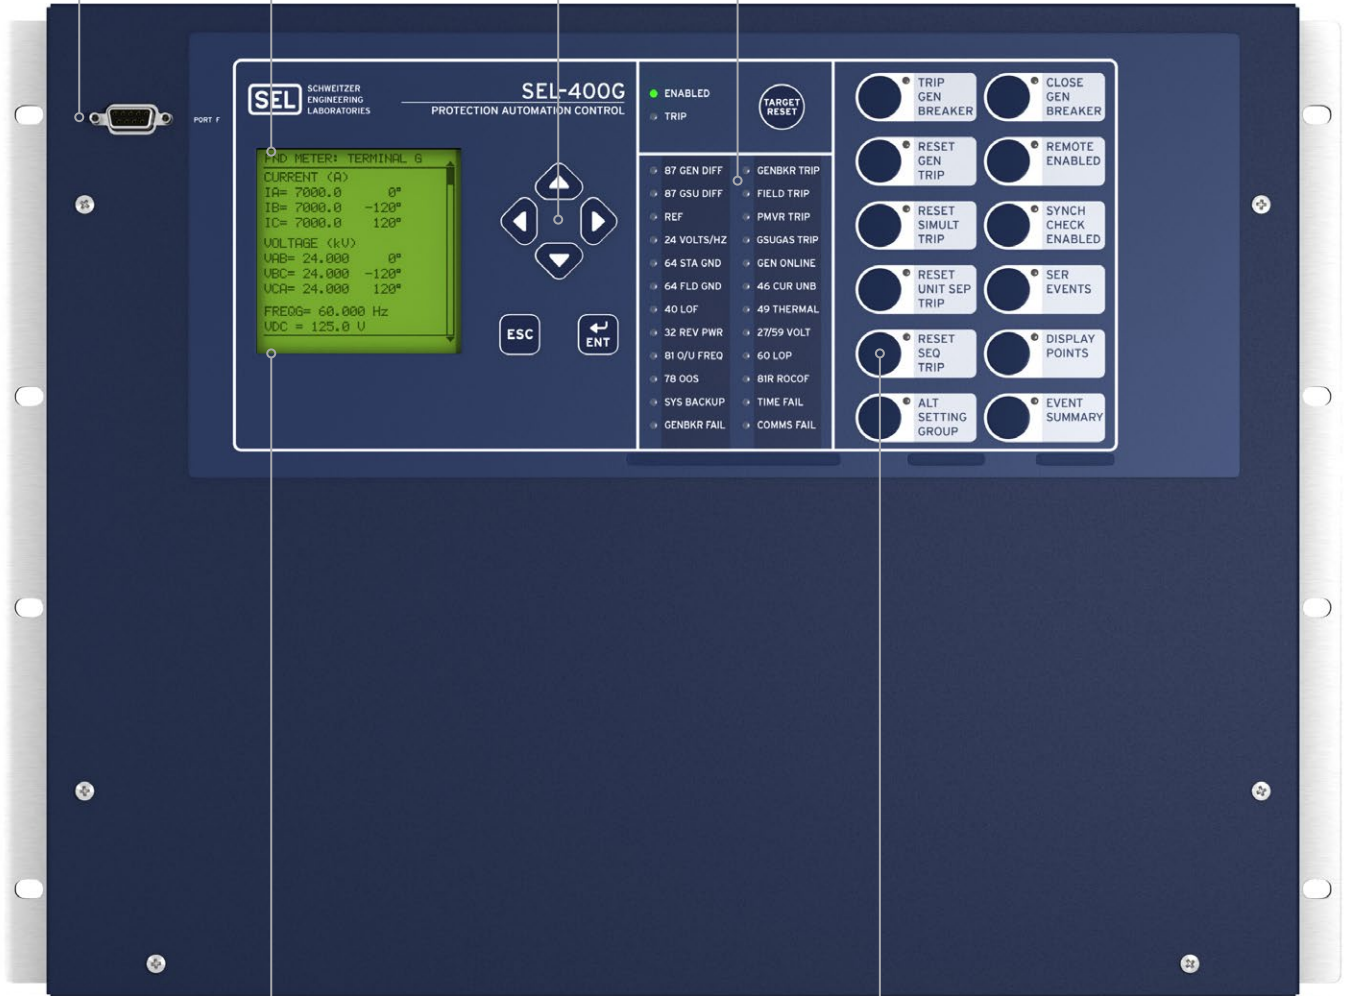 PORT F
SEL
SCHWEITZER
ENGINEERING
LABORATORIES
SEL-400G
PROTECTION AUTOMATION CONTROL
FND METER: TERMINAL G
CURRENT (A)
IA= 7000.0 0°
IB= 7000.0 -120°
IC= 7000.0 120°
VOLTAGE (kV)
VAB= 24.000 0°
VBC= 24.000 -120°
VCA= 24.000 120°
FREQG= 60.000 Hz
VDC = 125.0 V
ESC
ENT
ENABLED
TRIP
TARGET
RESET
87 GEN DIFF
87 GSU DIFF
REF
24 VOLTS/HZ
64 STA GND
64 FLD GND
40 LOF
32 REV PWR
81 O/U FREQ
78 OOS
SYS BACKUP
GENBKR FAIL
GENBKR TRIP
FIELD TRIP
PMVR TRIP
GSUGAS TRIP
GEN ONLINE
46 CUR UNB
49 THERMAL
27/59 VOLT
60 LOP
81R ROCOF
TIME FAIL
COMMS FAIL
TRIP
GEN
BREAKER
RESET
GEN
TRIP
RESET
SIMULT
TRIP
RESET
UNIT SEP
TRIP
RESET
SEQ
TRIP
ALT
SETTING
GROUP
CLOSE
GEN
BREAKER
REMOTE
ENABLED
SYNCH
CHECK
ENABLED
SER
EVENTS
DISPLAY
POINTS
EVENT
SUMMARY